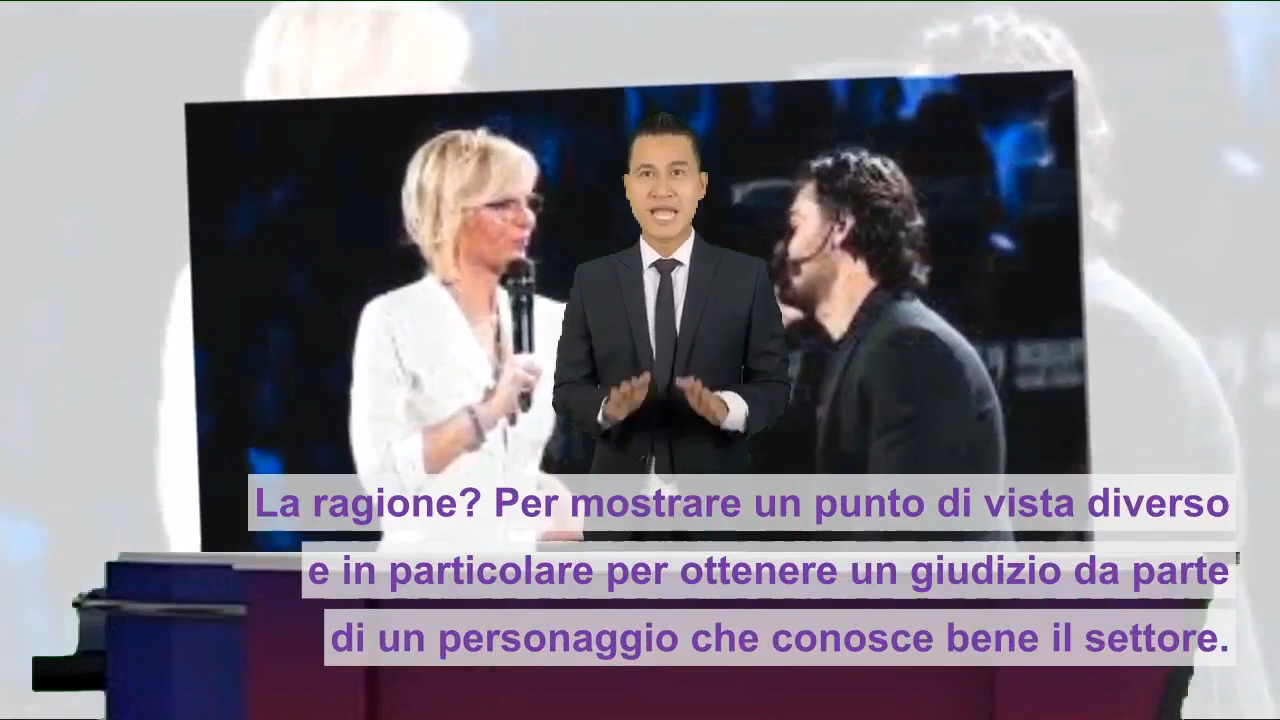 La ragione? Per mostrare un punto di vista diverso
e in particolare per ottenere un giudizio da parte
di un personaggio che conosce bene il settore.